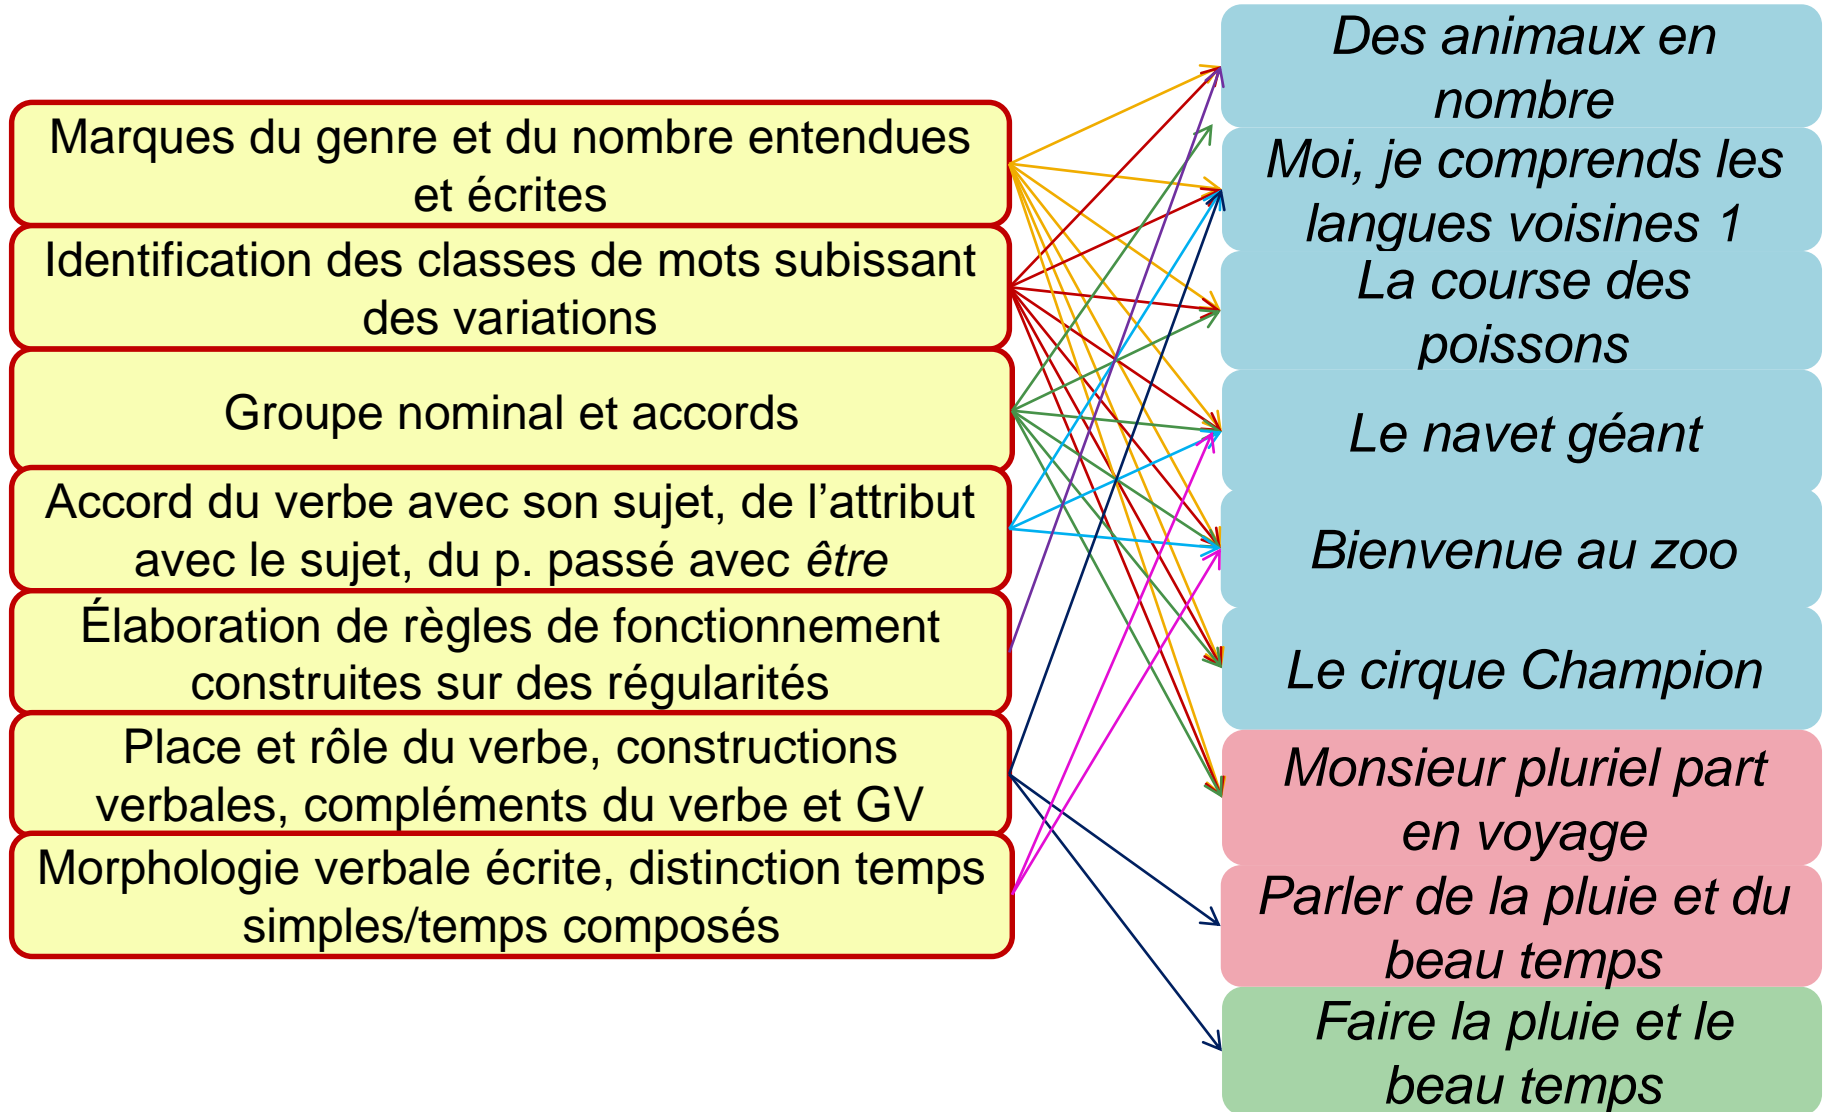 Marques du genre et du nombre entendues
et écrites
Identification des classes de mots subissant
des variations
Groupe nominal et accords
Accord du verbe avec son sujet, de l’attribut
avec le sujet, du p. passé avec être
Élaboration de règles de fonctionnement
construites sur des régularités
Place et rôle du verbe, constructions
verbales, compléments du verbe et GV
Morphologie verbale écrite, distinction temps
simples/temps composés
Des animaux en
nombre
Moi, je comprends les
langues voisines 1
La course des
poissons
Le navet géant
Bienvenue au zoo
Le cirque Champion
Monsieur pluriel part
en voyage
Parler de la pluie et du
beau temps
Faire la pluie et le
beau temps